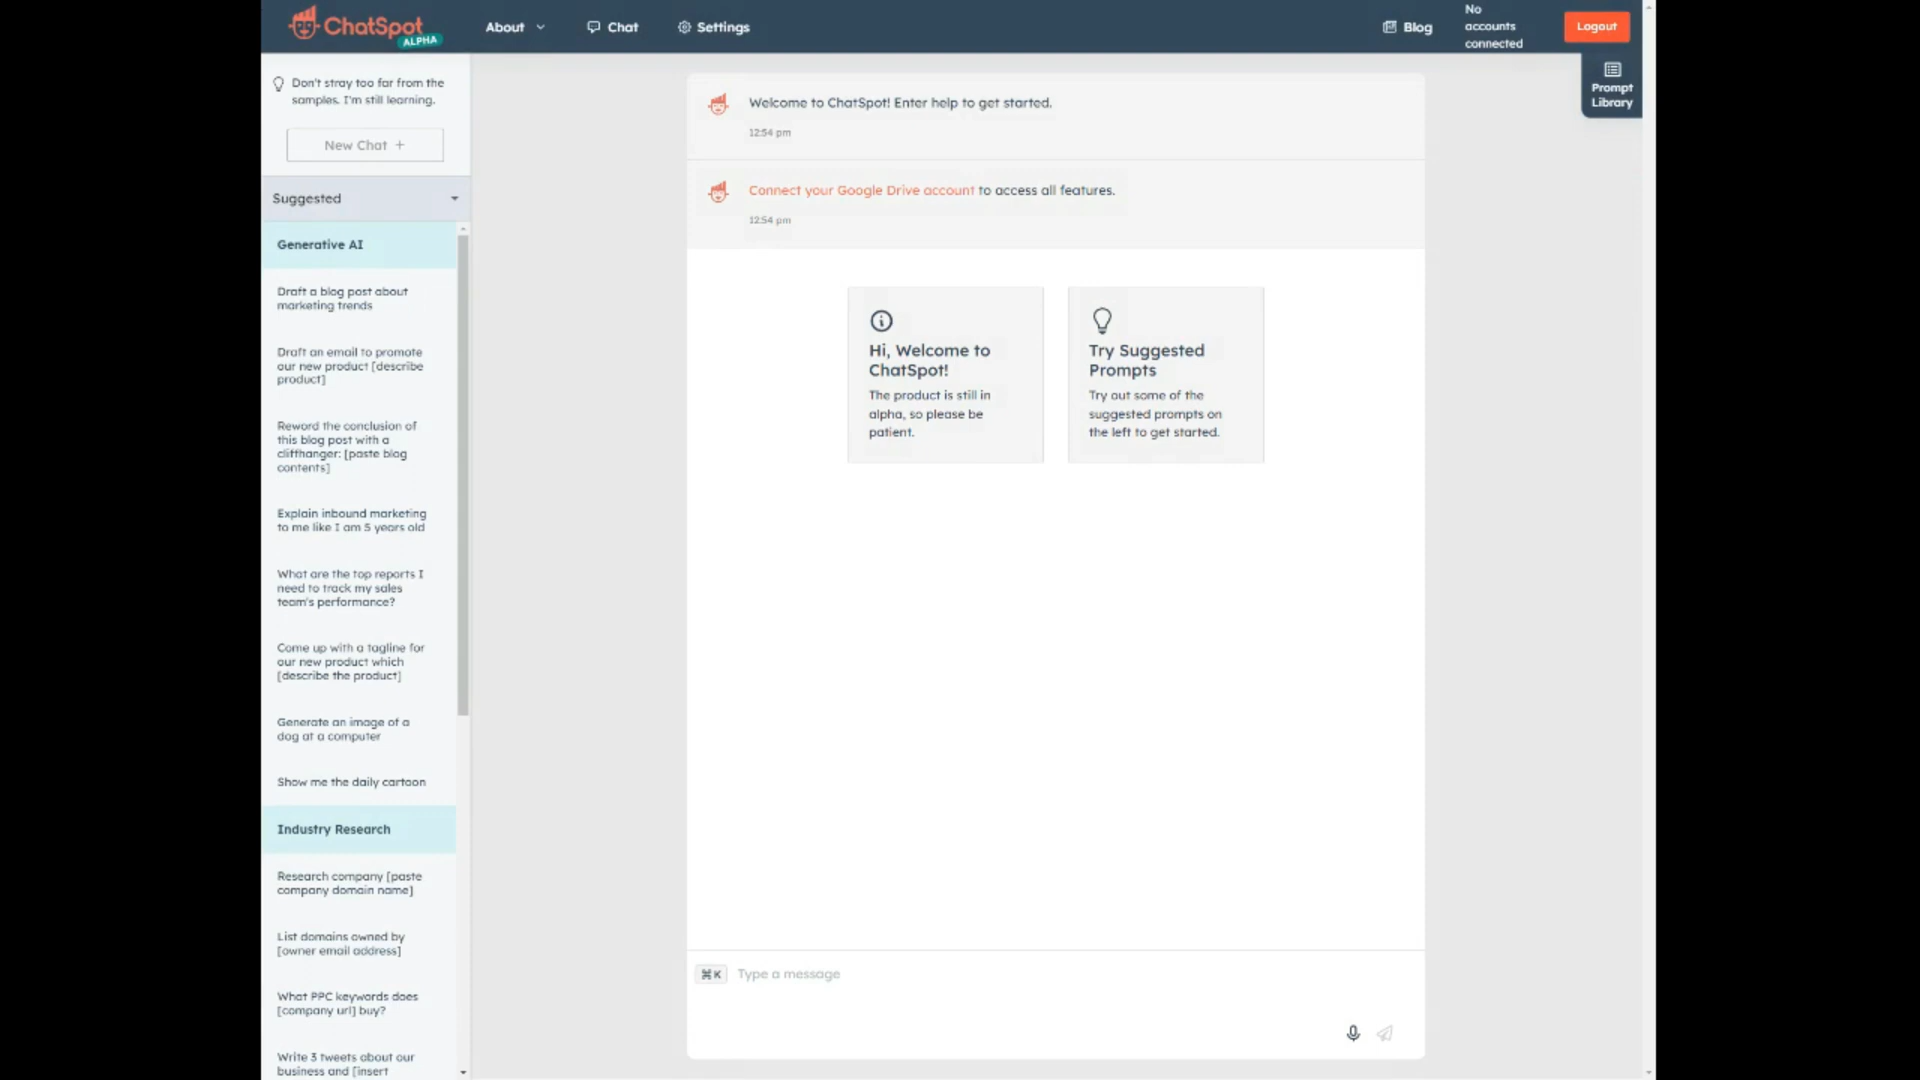 ChatSpot
ALPHA
About
Chat
Settings
Blog
No
accounts
connected
Logout
Prompt
Library
Don't stray too far from the
samples. I'm still learning.
New Chat +
Suggested
Generative AI
Draft a blog post about
marketing trends
Draft an email to promote
our new product [describe
product]
Reword the conclusion of
this blog post with a
cliffhanger: [paste blog
contents]
Explain inbound marketing
to me like I am 5 years old
What are the top reports I
need to track my sales
team's performance?
Come up with a tagline for
our new product which
[describe the product]
Generate an image of a
dog at a computer
Show me the daily cartoon
Industry Research
Research company [paste
company domain name]
List domains owned by
[owner email address]
What PPC keywords does
[company url] buy?
Write 3 tweets about our
business and [insert
Welcome to ChatSpot! Enter help to get started.
12:54 pm
Connect your Google Drive account to access all features.
12:54 pm
Hi, Welcome to
ChatSpot!
The product is still in
alpha, so please be
patient.
Try Suggested
Prompts
Try out some of the
suggested prompts on
the left to get started.
⌘K Type a message